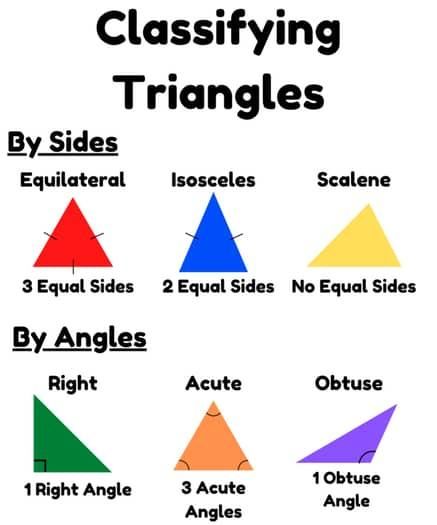 Classifying
Triangles
By Sides
Equilateral
Isosceles
Scalene
3 Equal Sides
2 Equal Sides
No Equal Sides
By Angles
Right
Acute
Obtuse
1 Right Angle
3 Acute
Angles
1 Obtuse
Angle